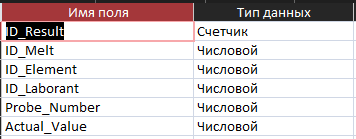 Имя поля Тип данных
ID_Result Счетчик
ID_Melt Числовой
ID_Element Числовой
ID_Laborant Числовой
Probe_Number Числовой
Actual_Value Числовой